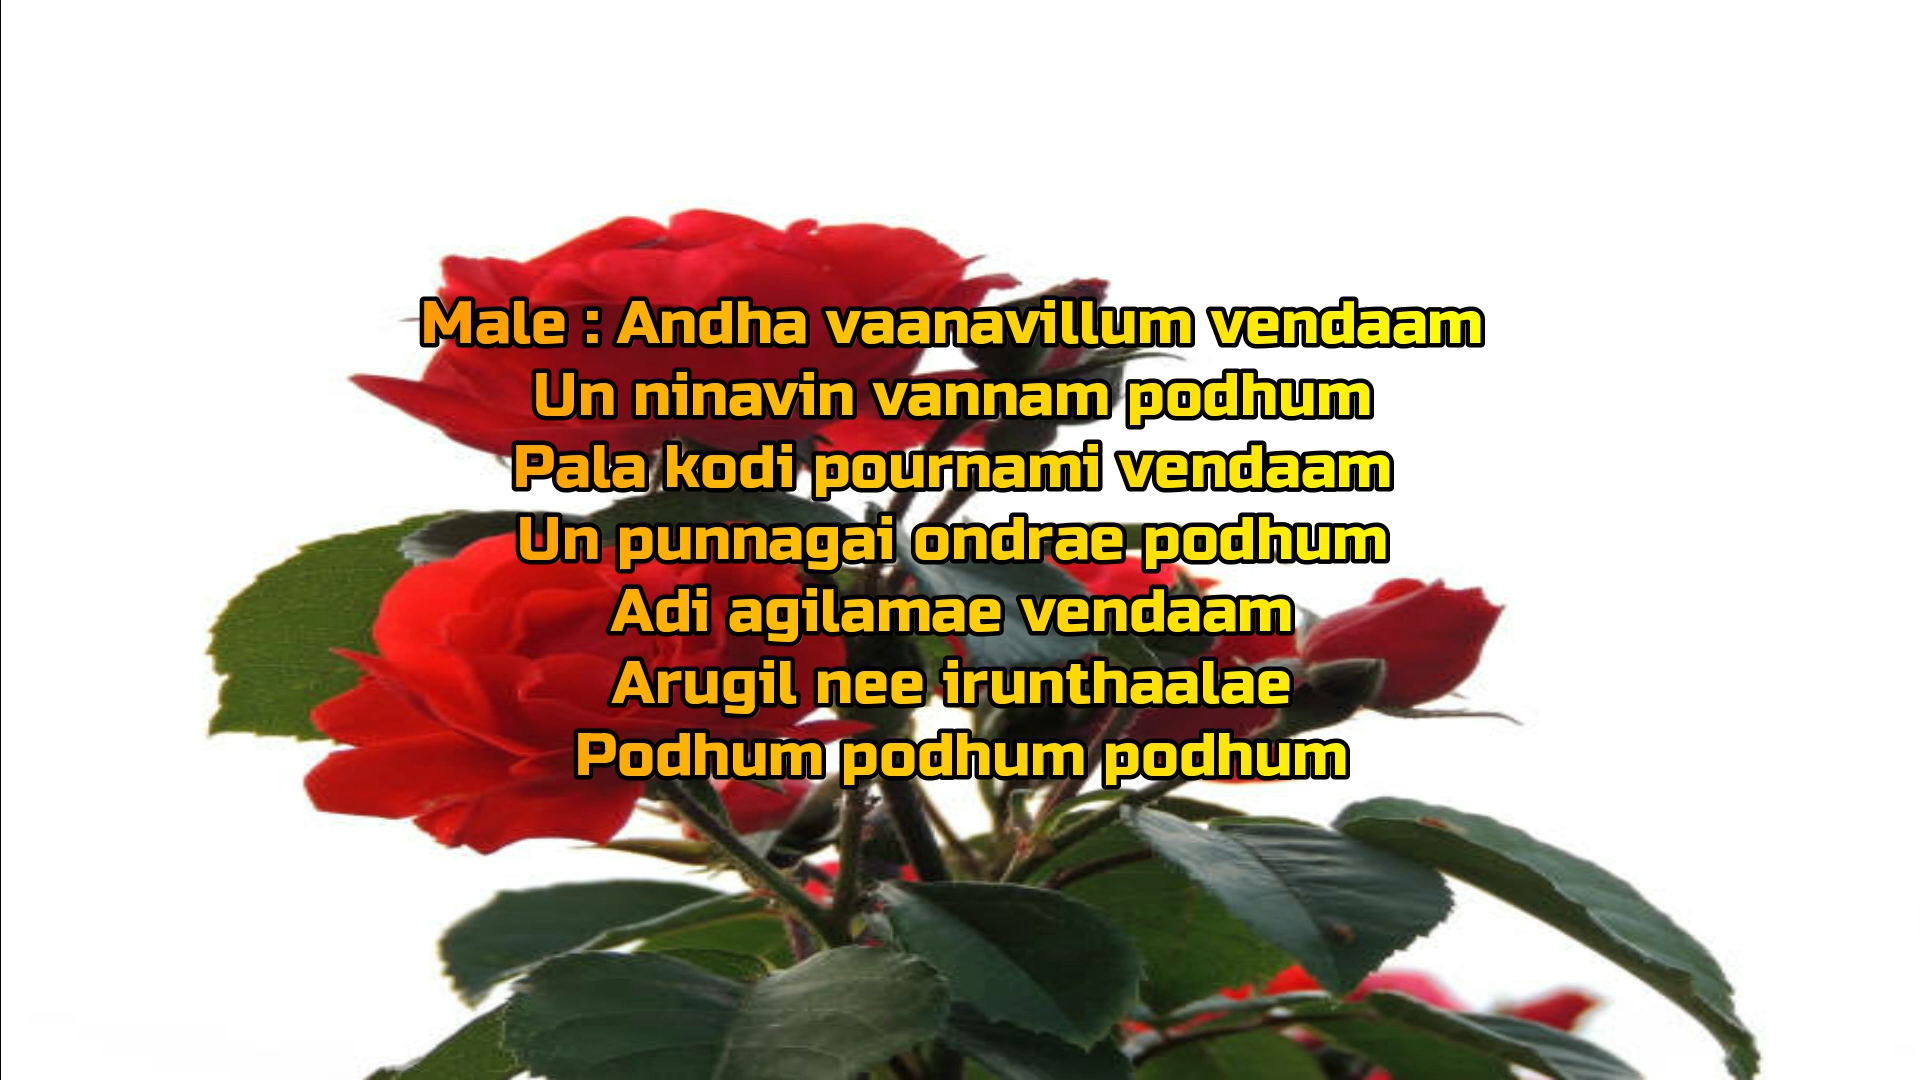 Male : Andha vaanavillum vendaam
Un ninavin vannam podhum
Pala kodi pournami vendaam
Un punnagai ondrae podhum
Adi agilamae vendaam
Arugil nee irunthaalae
Podhum podhum podhum